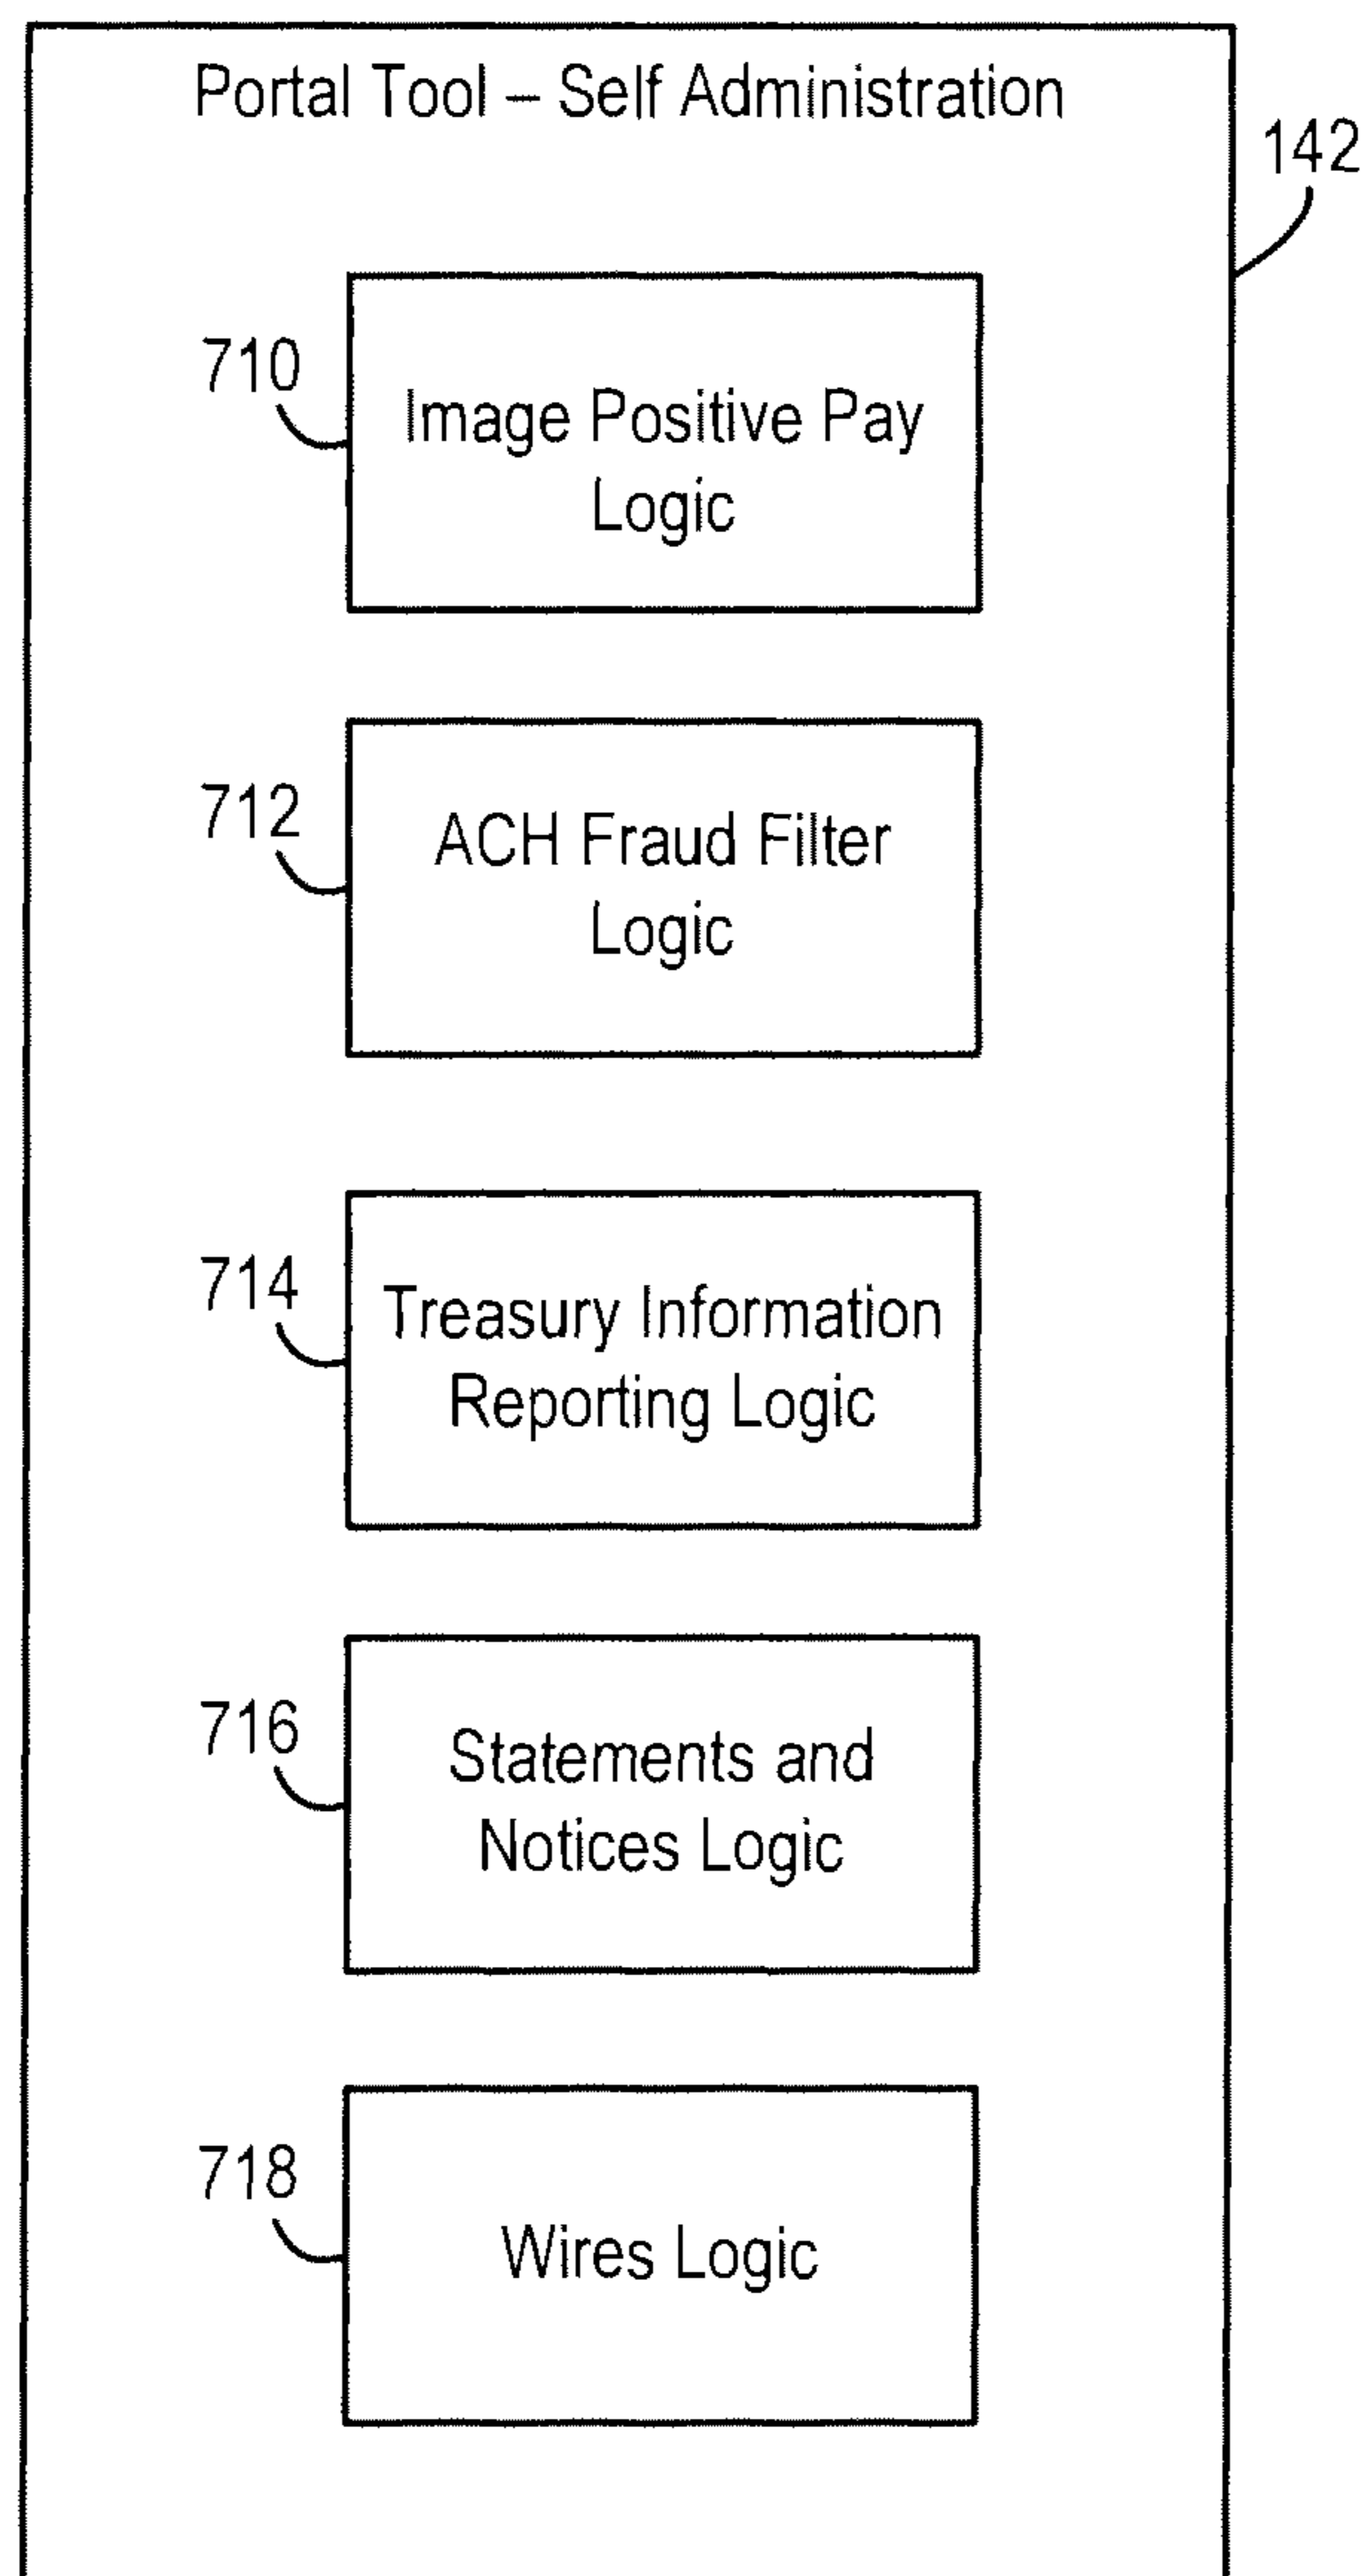 Portal Tool – Self Administration
142
710
Image Positive Pay
Logic
712
ACH Fraud Filter
Logic
714
Treasury Information
Reporting Logic
716
Statements and
Notices Logic
718
Wires Logic